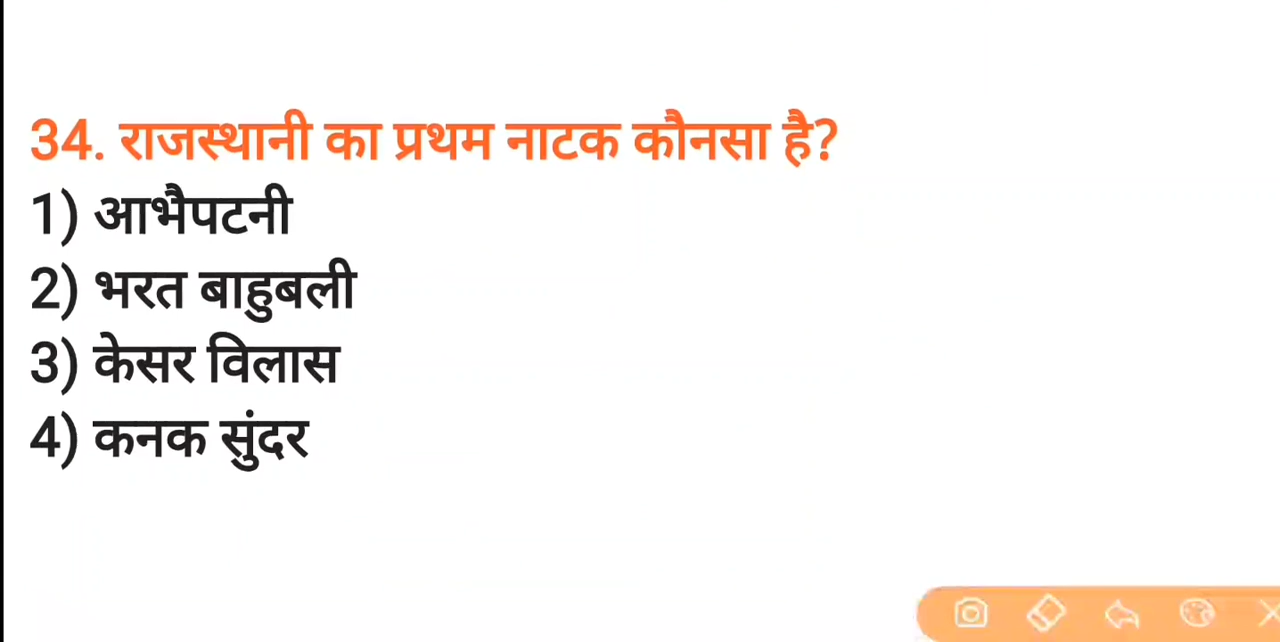 34. राजस्थानी का प्रथम नाटक कौनसा है?
1) आभैपटनी
2) भरत बाहुबली
3) केसर विलास
4) कनक सुंदर